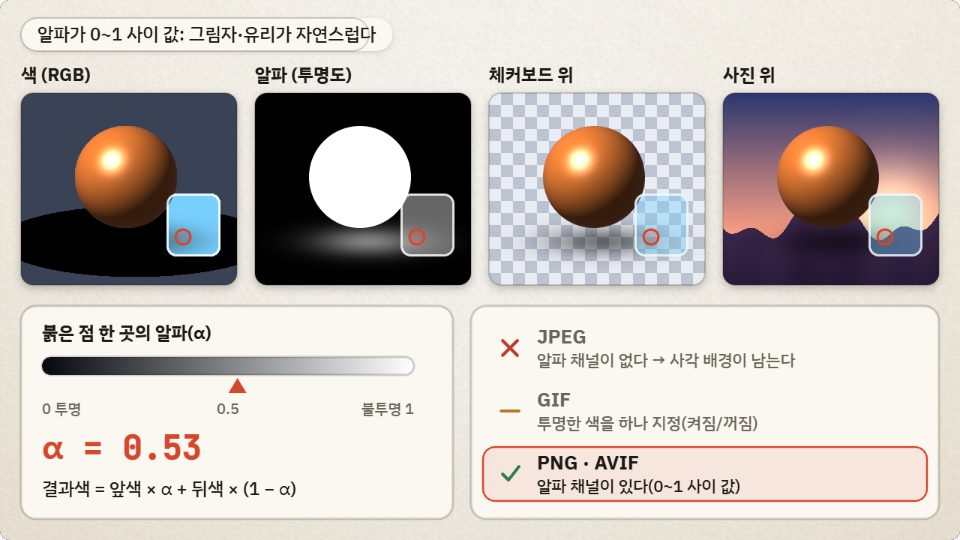 알파가 0~1 사이 값: 그림자·유리가 자연스럽다
색 (RGB)
알파 (투명도)
체커보드 위
사진 위
붉은 점 한 곳의 알파(α)
0 투명
0.5
불투명 1
α = 0.53
결과색 = 앞색 × α + 뒤색 × (1 − α)
JPEG
알파 채널이 없다 → 사각 배경이 남는다
GIF
투명한 색을 하나 지정(켜짐/꺼짐)
PNG · AVIF
알파 채널이 있다(0~1 사이 값)